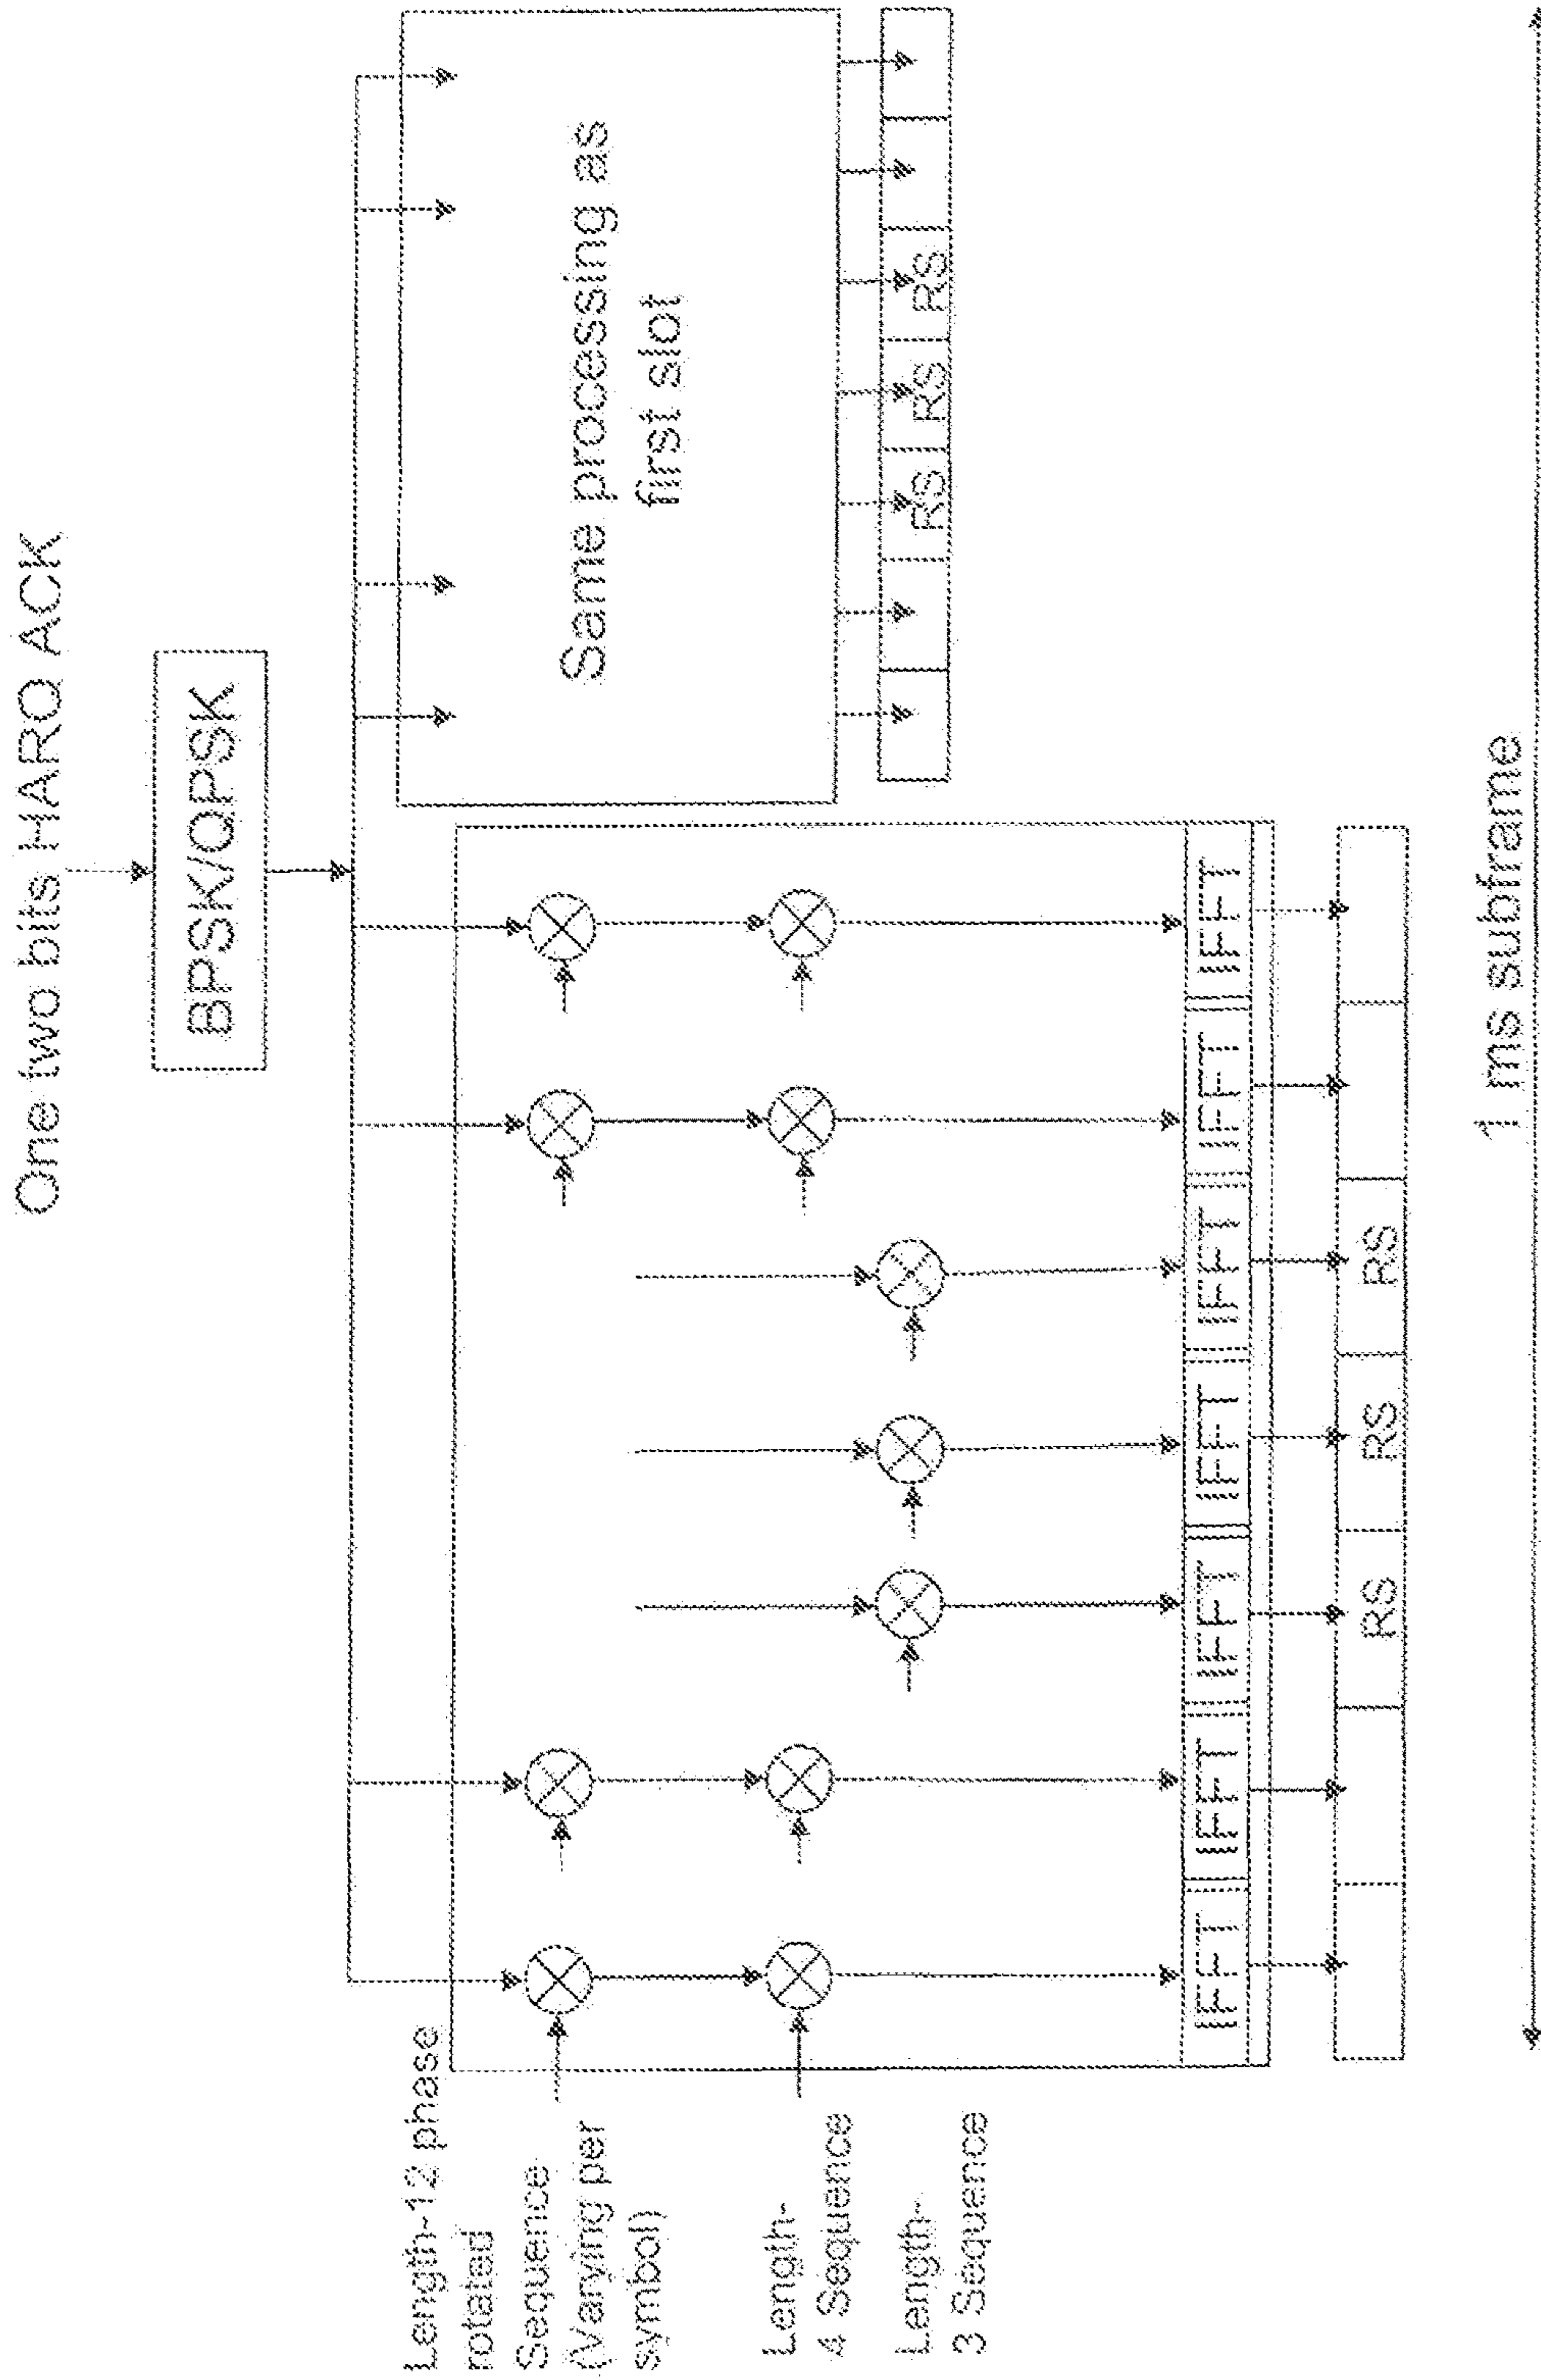 One two bits HARQ ACK
BPSK/QPSK
Length-12 phase
rotated
Sequence
(Varying per
symbol)
Length-
4 Sequence
Length-
3 Sequence
Same processing as
first slot
IFFT IFFT IFFT IFFT IFFT IFFT IFFT
RS RS RS
RS RS RS
1 ms subframe